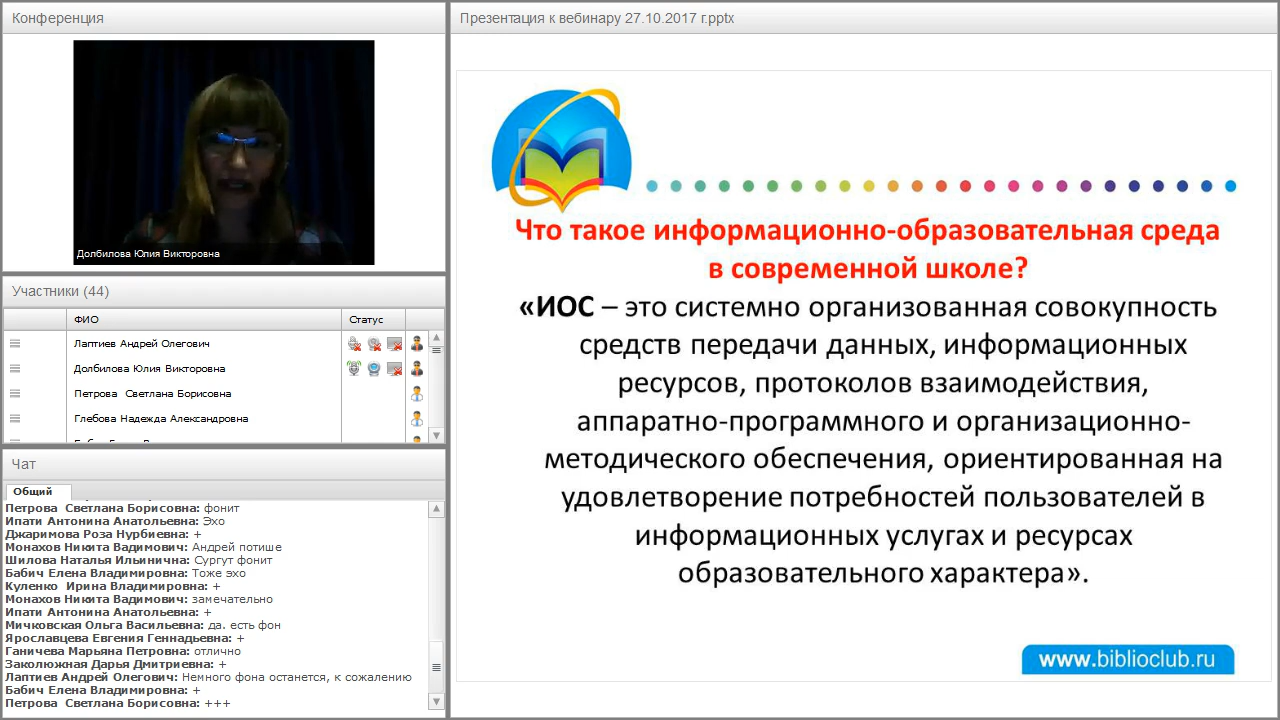 Конференция
Долбилова Юлия Викторовна
Участники (44)
ФИО Статус
Лаптиев Андрей Олегович
Долбилова Юлия Викторовна
Петрова Светлана Борисовна
Глебова Надежда Александровна
Чат
Общий
Петрова Светлана Борисовна: фонит
Ипати Антонина Анатольевна: Эхо
Джаримова Роза Нурбиевна: +
Монахов Никита Вадимович: Андрей потише
Шилова Наталья Ильинична: Сургут фонит
Бабич Елена Владимировна: Тоже эхо
Куленко Ирина Владимировна: +
Монахов Никита Вадимович: замечательно
Ипати Антонина Анатольевна: +
Мичковская Ольга Васильевна: да. есть фон
Ярославцева Евгения Геннадьевна: +
Ганичева Марьяна Петровна: отлично
Заколюжная Дарья Дмитриевна: +
Лаптиев Андрей Олегович: Немного фона останется, к сожалению
Бабич Елена Владимировна: +
Петрова Светлана Борисовна: +++
Презентация к вебинару 27.10.2017 г.pptx
Что такое информационно-образовательная среда
в современной школе?
«ИОС – это системно организованная совокупность
средств передачи данных, информационных
ресурсов, протоколов взаимодействия,
аппаратно-программного и организационно-
методического обеспечения, ориентированная на
удовлетворение потребностей пользователей в
информационных услугах и ресурсах
образовательного характера».
www.biblioclub.ru